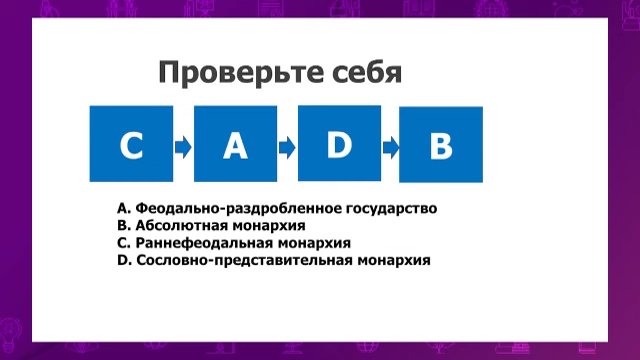 Проверьте себя
C A D B
A. Феодально-раздробленное государство
B. Абсолютная монархия
C. Раннефеодальная монархия
D. Сословно-представительная монархия